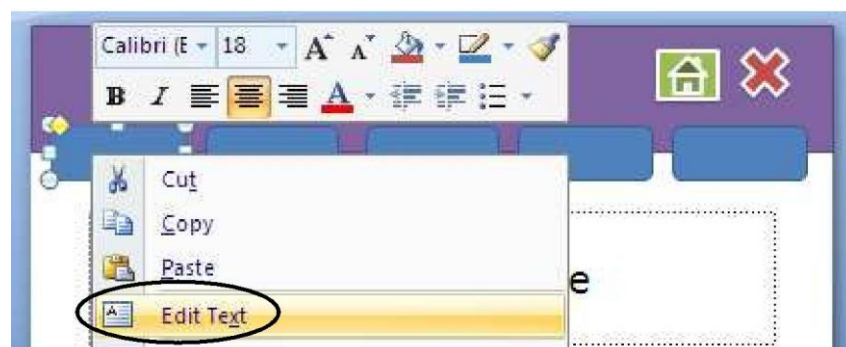 Calibri (E 18 A A
B I A
Cut
Copy
Paste
e
Edit Text